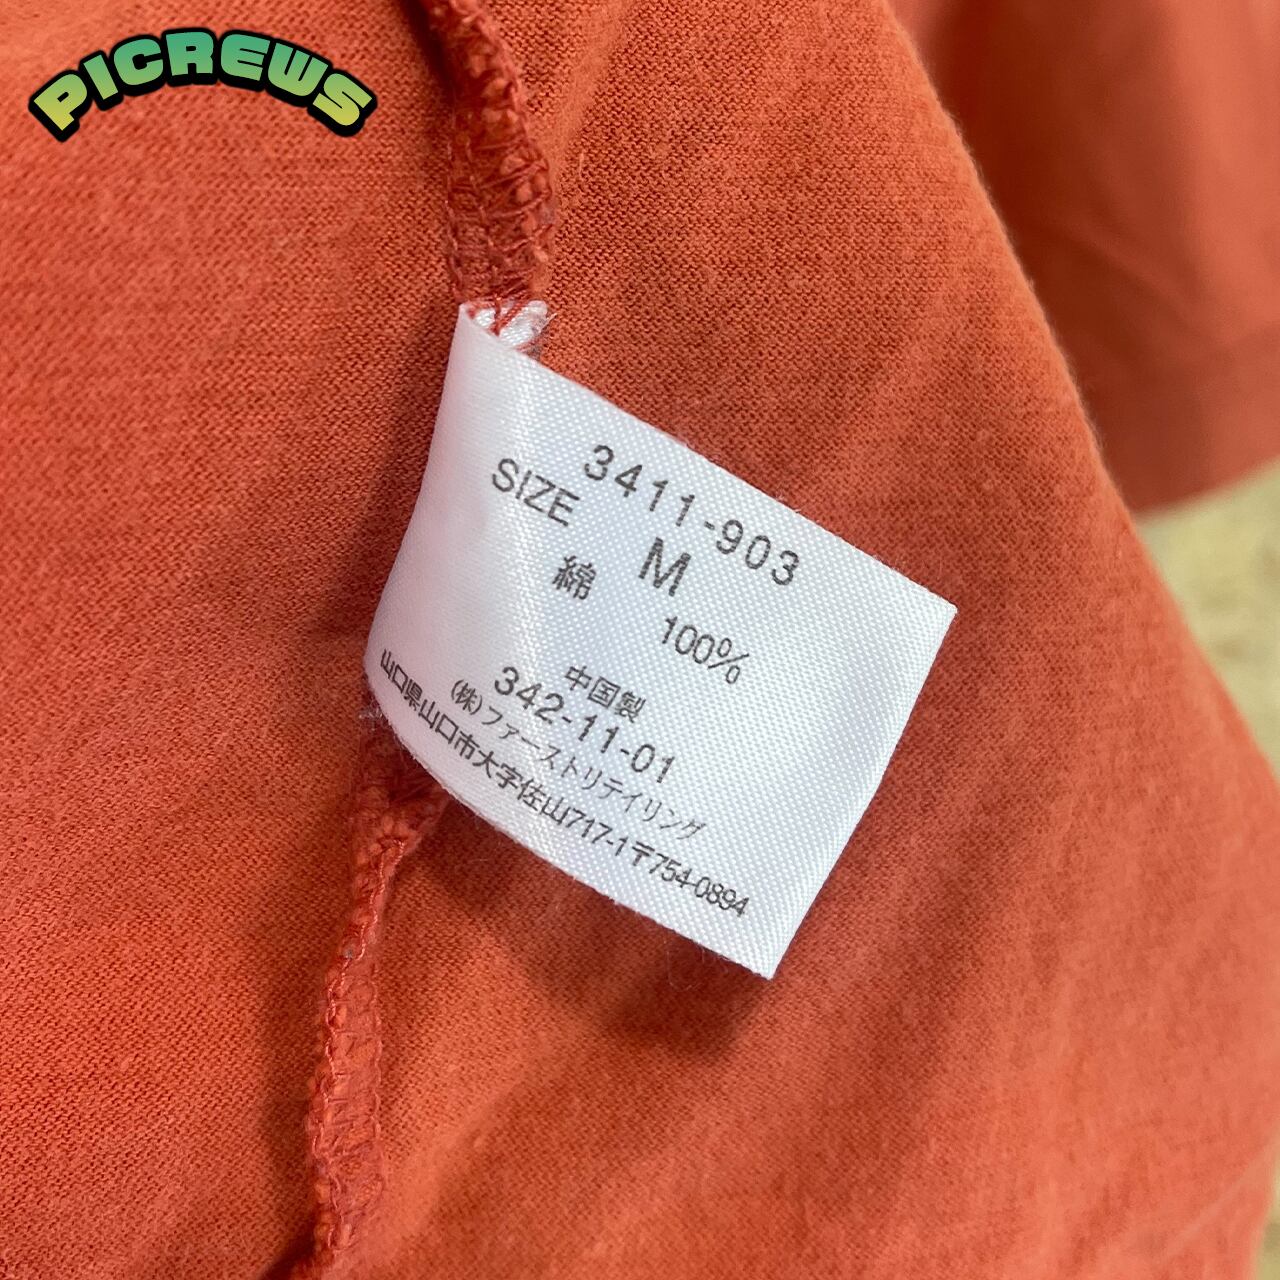 PICREWS
3411-903
SIZE M
綿 100%
中国製
342-11-01
(株)ファーストリテイリング
山口県山口市大字佐山717-1〒754-0894